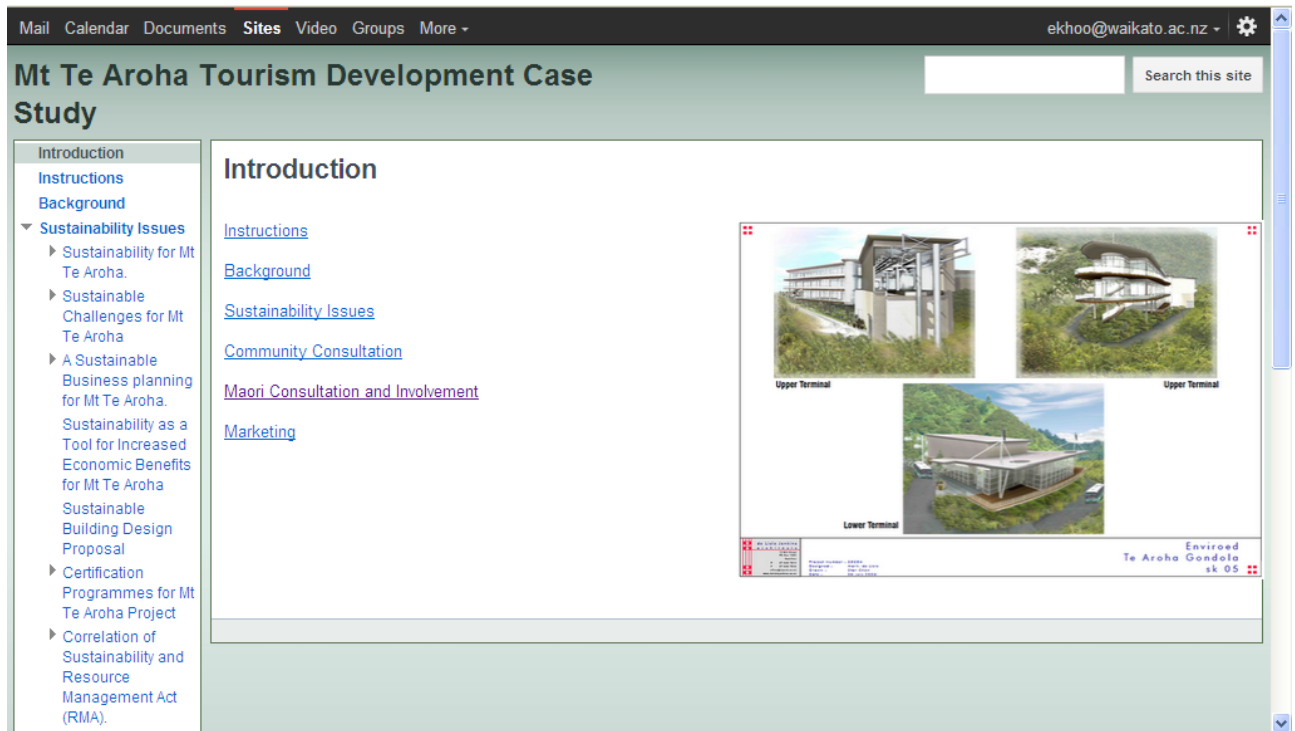 Mail Calendar Documents Sites Video Groups More
ekhoo@waikato.ac.nz
Mt Te Aroha Tourism Development Case
Study
Search this site
Introduction
Instructions
Background
Sustainability Issues
Sustainability for Mt
Te Aroha.
Sustainable
Challenges for Mt
Te Aroha
A Sustainable
Business planning
for Mt Te Aroha.
Sustainability as a
Tool for Increased
Economic Benefits
for Mt Te Aroha
Sustainable
Building Design
Proposal
Certification
Programmes for Mt
Te Aroha Project
Correlation of
Sustainability and
Resource
Management Act
(RMA).
Introduction
Instructions
Background
Sustainability Issues
Community Consultation
Maori Consultation and Involvement
Marketing
Upper Terminal
Upper Terminal
Lower Terminal
architects
Enviroed
Te Aroha Gondola
sk 05